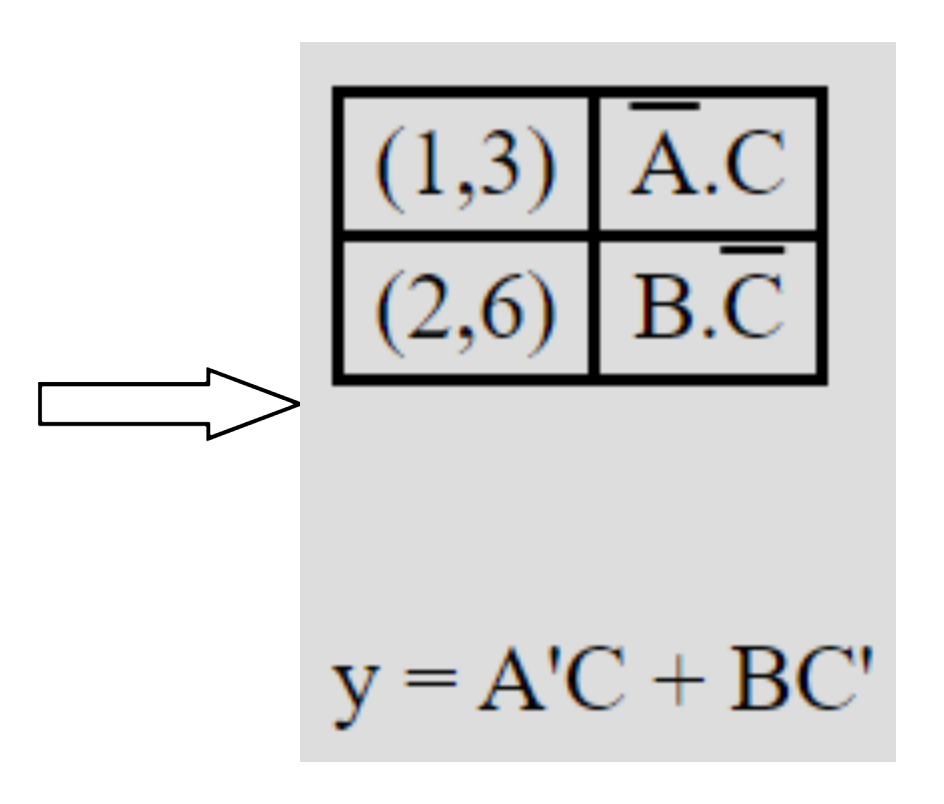 (1,3) A̅.C
(2,6) B.C̅
y = A'C + BC'